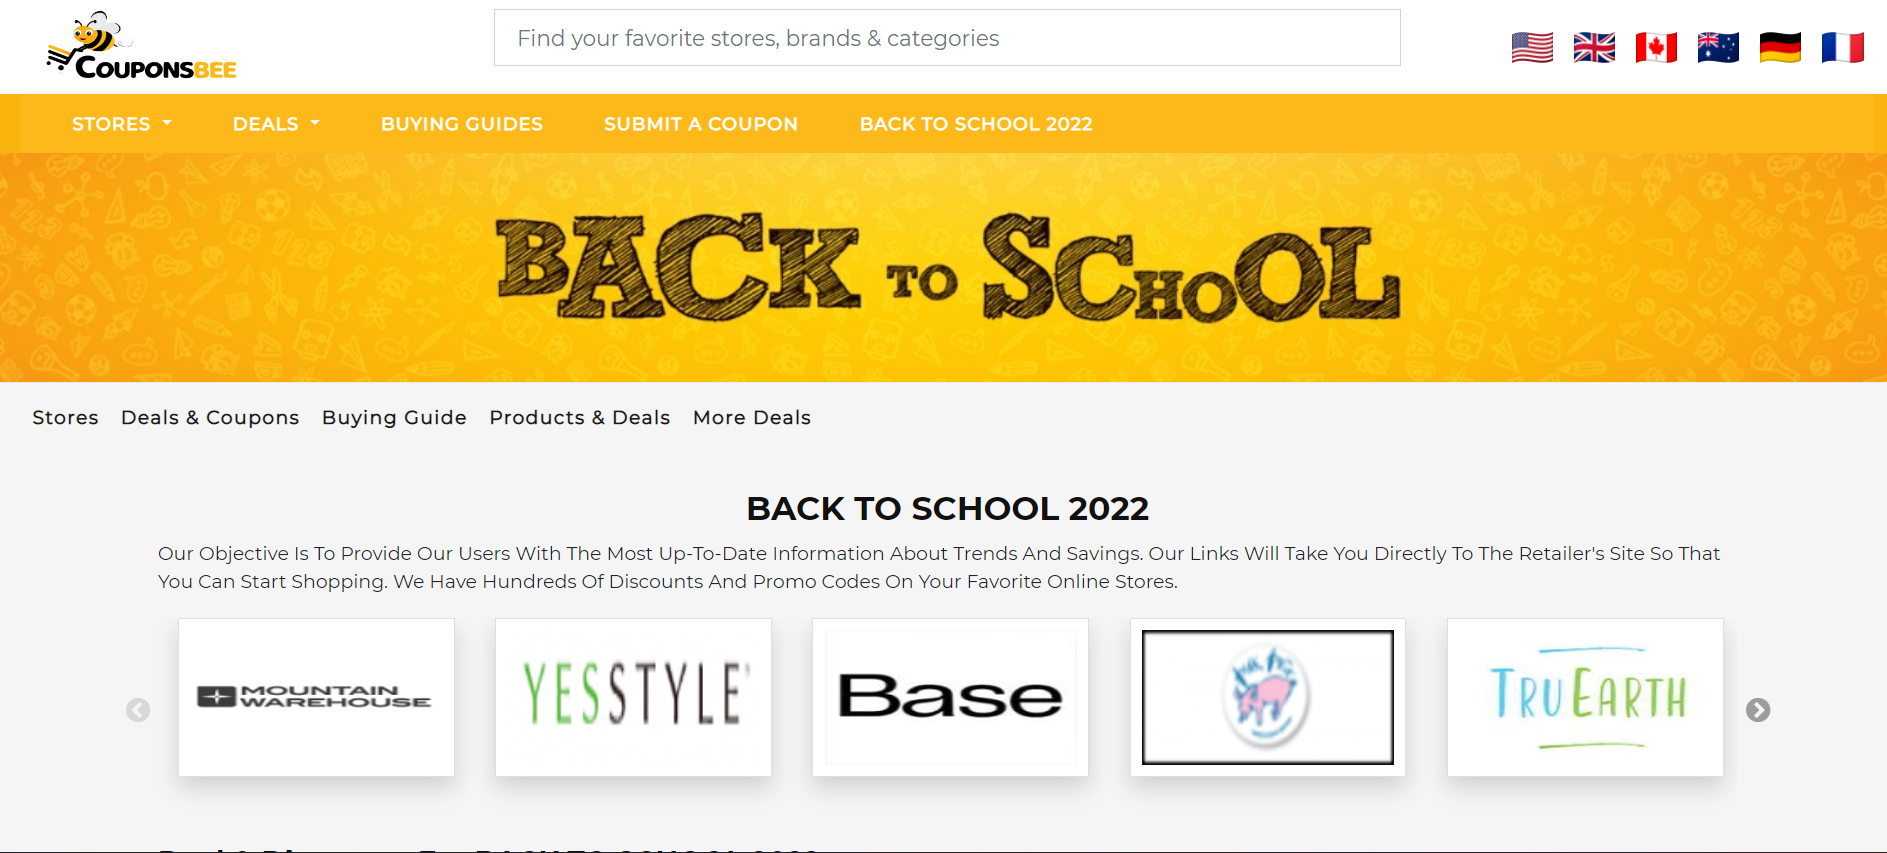 COUPONSBEE
Find your favorite stores, brands & categories
STORES DEALS BUYING GUIDES SUBMIT A COUPON BACK TO SCHOOL 2022
BACK TO SCHOOL
Stores Deals & Coupons Buying Guide Products & Deals More Deals
BACK TO SCHOOL 2022
Our Objective Is To Provide Our Users With The Most Up-To-Date Information About Trends And Savings. Our Links Will Take You Directly To The Retailer's Site So That
You Can Start Shopping. We Have Hundreds Of Discounts And Promo Codes On Your Favorite Online Stores.
MOUNTAIN
WAREHOUSE
YESSTYLE
Base
TRU EARTH